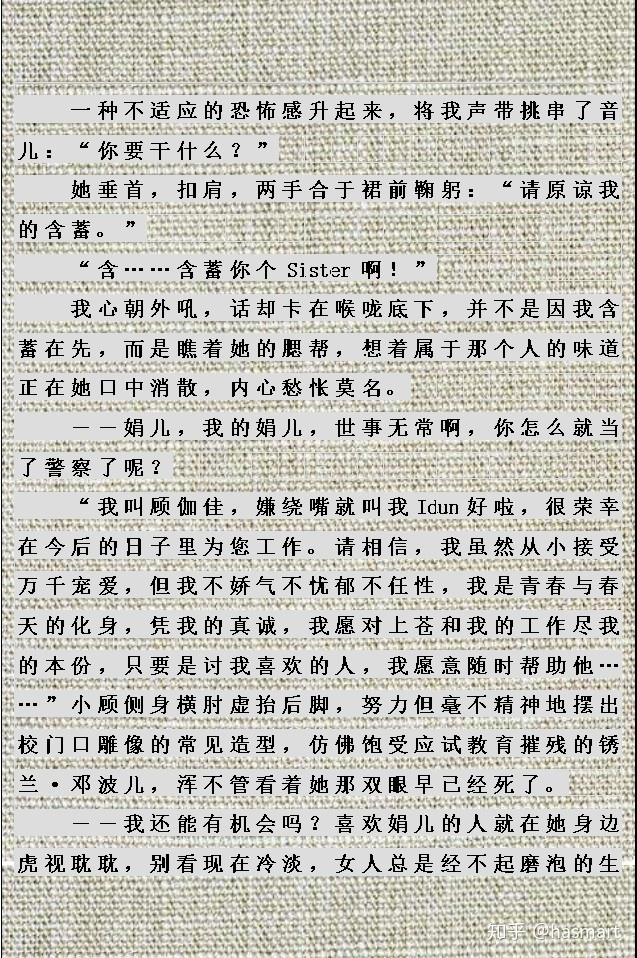 一种不适应的恐怖感升起来，将我声带挑串了音
儿：“你要干什么？”
她垂首，扣肩，两手合于裙前鞠躬：“请原谅我
的含蓄。”
“含……含蓄你个 Sister 啊！”
我心朝外吼，话却卡在喉咙底下，并不是因我含
蓄在先，而是瞧着她的腮帮，想着属于那个人的味道
正在她口中消散，内心愁怅莫名。
——娟儿，我的娟儿，世事无常啊，你怎么就当
了警察了呢？
“我叫顾伽佳，嫌绕嘴就叫我 Idun 好啦，很荣幸
在今后的日子里为您工作。请相信，我虽然从小接受
万千宠爱，但我不娇气不忧郁不任性，我是青春与春
天的化身，凭我的真诚，我愿对上苍和我的工作尽我
的本份，只要是讨我喜欢的人，我愿意随时帮助他…
…”小顾侧身横肘虚抬后脚，努力但毫不精神地摆出
校门口雕像的常见造型，仿佛饱受应试教育摧残的锈
兰·邓波儿，浑不管看着她那双眼早已经死了。
——我还能有机会吗？喜欢娟儿的人就在她身边
虎视耽耽，别看现在冷淡，女人总是经不起磨泡的生
知乎 @hasmart